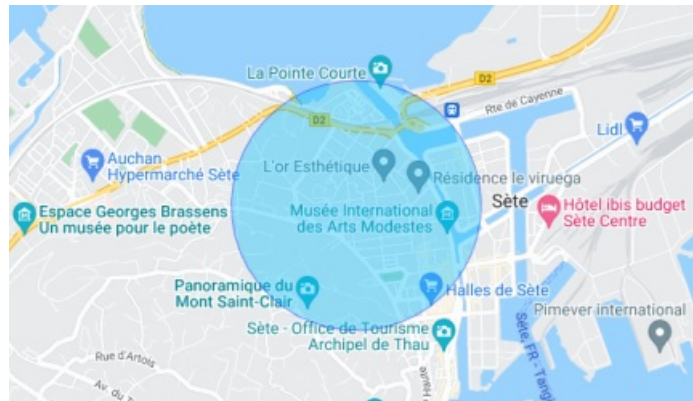 La Pointe Courte
D2
Rte de Cayenne
D2
Lidl
Auchan
Hypermarché Sète
L'or Esthétique
Résidence le viruega
Espace Georges Brassens
Un musée pour le poète
Musée International
des Arts Modestes
Sète
Hôtel ibis budget
Sète Centre
Panoramique du
Mont Saint-Clair
Halles de Sète
Pimever international
Sète - Office de Tourisme
Archipel de Thau
Sète, FR - Tang
Rue d'Artois
Av. du T
Haute